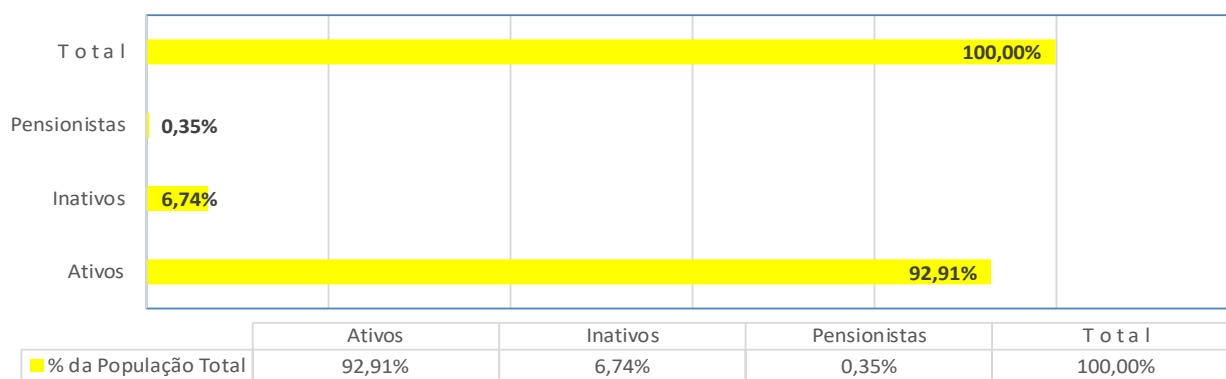 T o t a l
100,00%
Pensionistas
0,35%
Inativos
6,74%
Ativos
92,91%
Ativos Inativos Pensionistas T o t a l
% da População Total 92,91% 6,74% 0,35% 100,00%